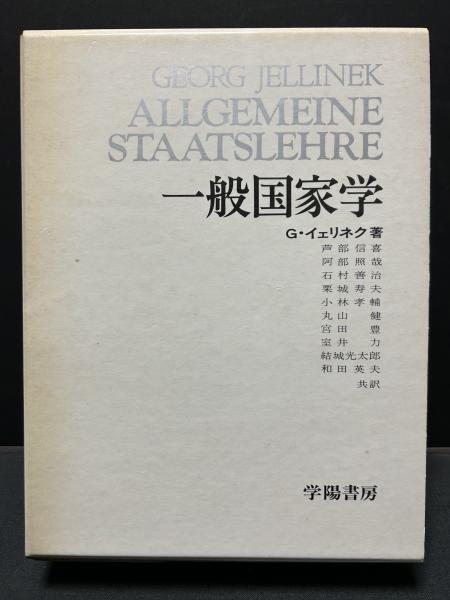 GEORG JELLINEK
ALLGEMEINE
STAATSLEHRE
一般国家学
G・イェリネク著
芦部信喜
阿部照哉
石村善治
栗城寿夫
小林孝輔
丸山健
宮田豊
室井力
結城光太郎
和田英夫
共訳
学陽書房